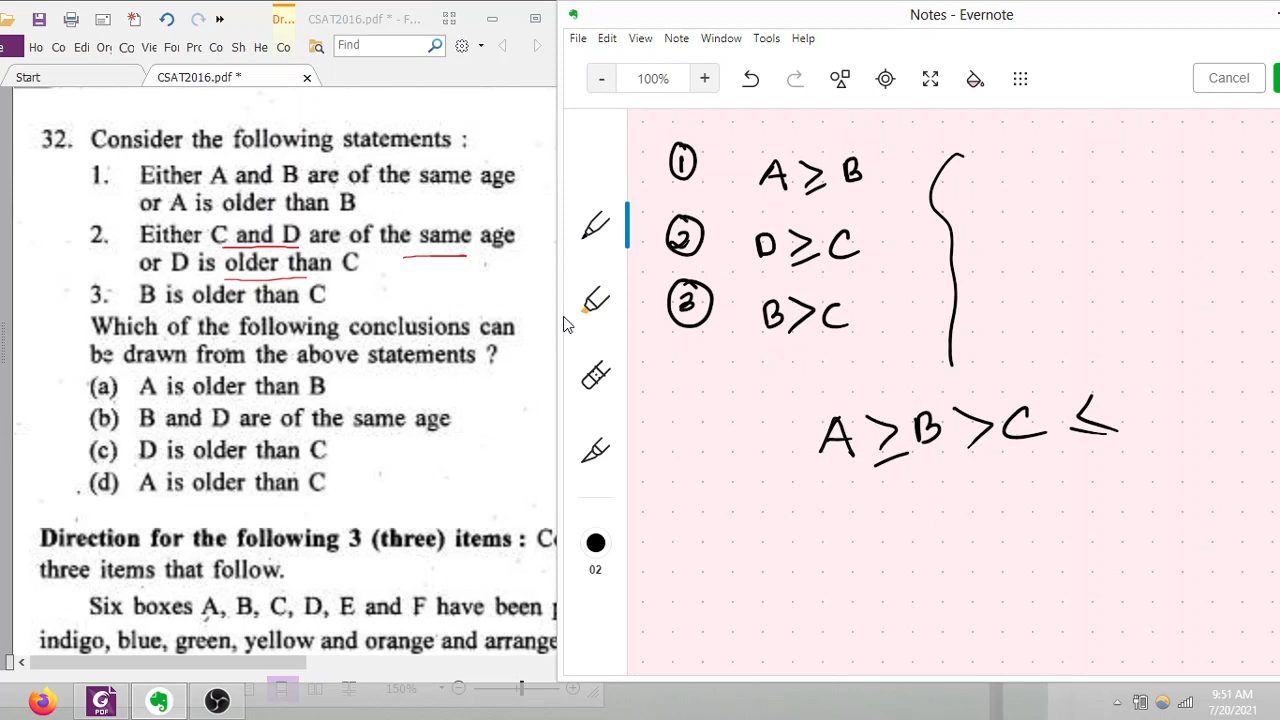 Dr... CSAT2016.pdf * - F...
Ho Co Edi Org Co Vie For Pro Co Sh He Co Find
Start CSAT2016.pdf *
32. Consider the following statements :
1. Either A and B are of the same age
or A is older than B
2. Either C and D are of the same age
or D is older than C
3. B is older than C
Which of the following conclusions can
be drawn from the above statements ?
(a) A is older than B
(b) B and D are of the same age
(c) D is older than C
(d) A is older than C
Direction for the following 3 (three) items : Co
three items that follow.
Six boxes A, B, C, D, E and F have been p
indigo, blue, green, yellow and orange and arrange
150%
Notes - Evernote
File Edit View Note Window Tools Help
- 100% + Cancel
02
① A ≥ B
② D ≥ C
③ B > C
A ≥ B > C ≤
9:51 AM
7/20/2021